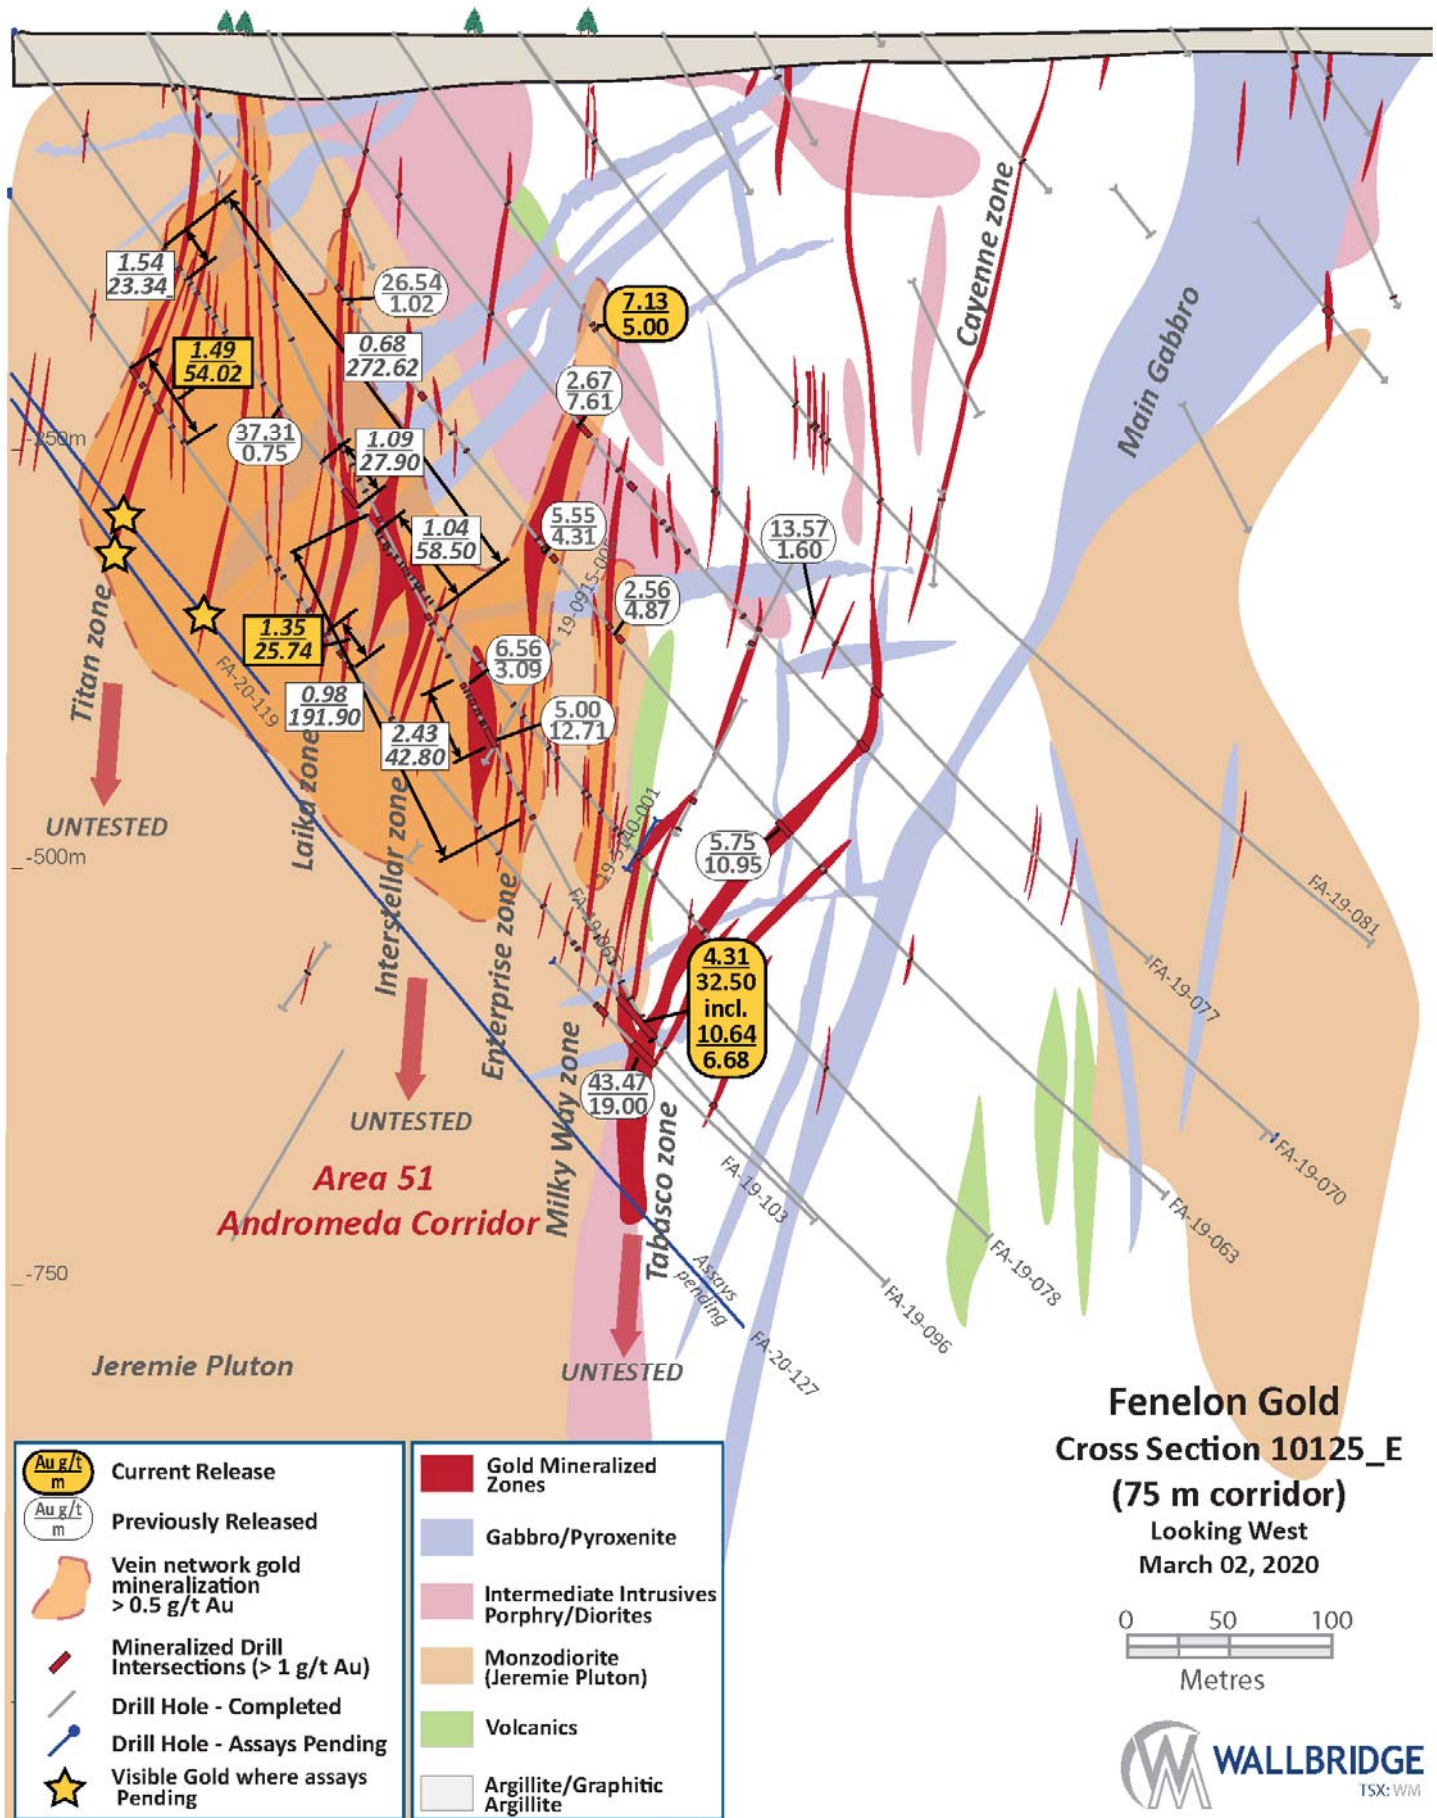 1.54
23.34
26.54
1.02
7.13
5.00
1.49
54.02
0.68
272.62
2.67
7.61
Cayenne zone
Main Gabbro
-250m
37.31
0.75
1.09
27.90
1.04
58.50
5.55
4.31
13.57
1.60
2.56
4.87
Titan zone
1.35
25.74
6.56
3.09
FA-20-119
0.98
191.90
2.43
42.80
5.00
12.71
UNTESTED
-500m
Laika zone
Interstellar zone
Enterprise zone
5.75
10.95
FA-19-081
FA-19-077
4.31
32.50
incl.
10.64
6.68
43.47
19.00
UNTESTED
Milky Way zone
Tabasco zone
Area 51
Andromeda Corridor
FA-19-103
FA-19-070
FA-19-063
FA-19-078
-750
Assays
pending
FA-19-096
FA-20-127
Jeremie Pluton
UNTESTED
Fenelon Gold
Cross Section 10125_E
(75 m corridor)
Looking West
March 02, 2020
0 50 100
Metres
Au g/t
m
Current Release
Au g/t
m
Previously Released
Vein network gold
mineralization
> 0.5 g/t Au
Mineralized Drill
Intersections (> 1 g/t Au)
Drill Hole - Completed
Drill Hole - Assays Pending
Visible Gold where assays
Pending
Gold Mineralized
Zones
Gabbro/Pyroxenite
Intermediate Intrusives
Porphry/Diorites
Monzodiorite
(Jeremie Pluton)
Volcanics
Argillite/Graphitic
Argillite
WALLBRIDGE
TSX: WM